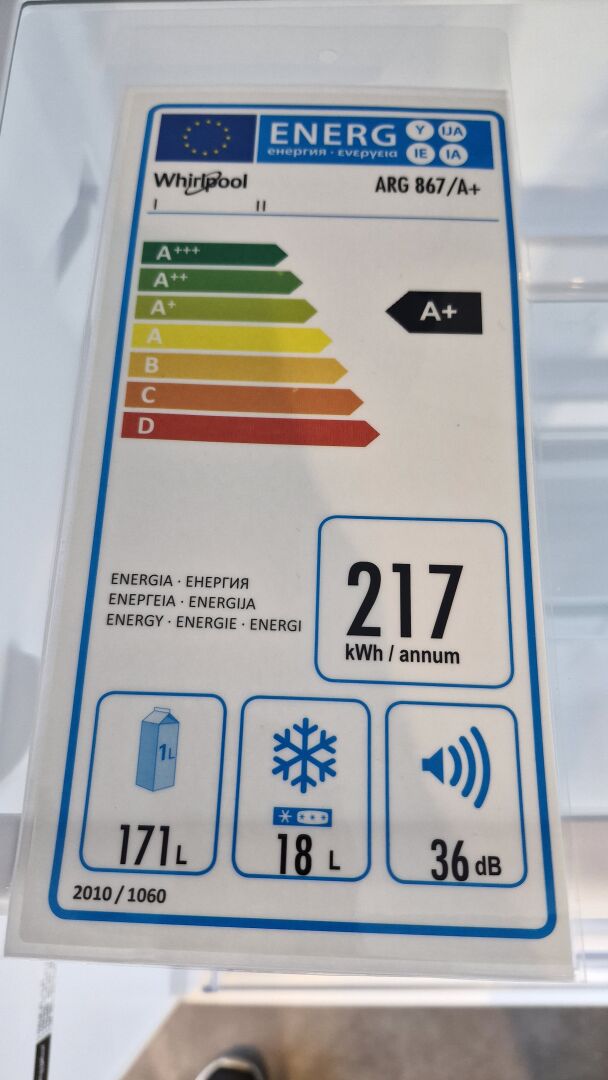 ENERG Y IJA
енергия · ενεργεια IE IA
Whirlpool ARG 867/A+
I II
A+++
A++
A+
A+
A
B
C
D
ENERGIA · ЕНЕРГИЯ
ΕΝΕΡΓΕΙΑ · ENERGIJA
ENERGY · ENERGIE · ENERGI
217
kWh / annum
1L
171 L
18 L
36 dB
2010 / 1060